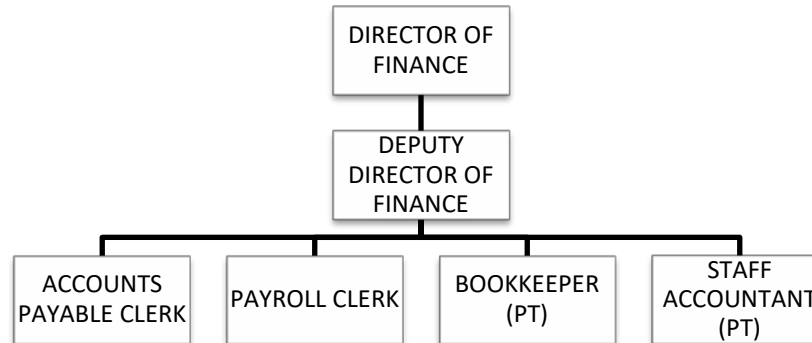 DIRECTOR OF
FINANCE
DEPUTY
DIRECTOR OF
FINANCE
ACCOUNTS
PAYABLE CLERK
PAYROLL CLERK
BOOKKEEPER
(PT)
STAFF
ACCOUNTANT
(PT)